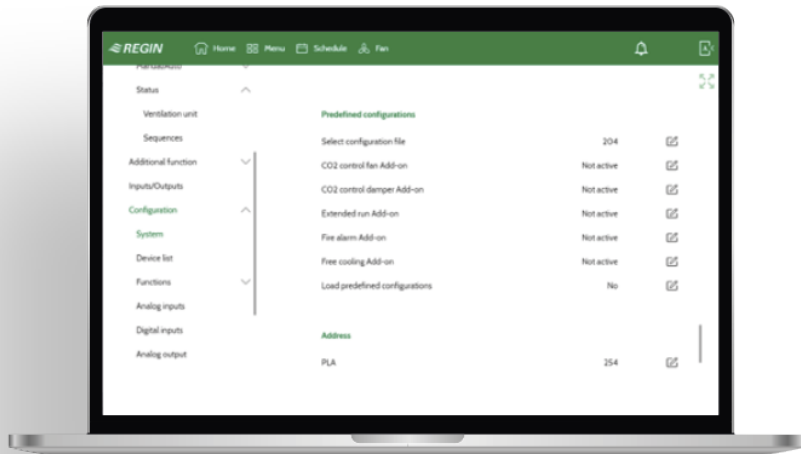 REGIN Home Menu Schedule Fan
Manual/Auto
Status
Ventilation unit
Sequences
Additional function
Inputs/Outputs
Configuration
System
Device list
Functions
Analog inputs
Digital inputs
Analog output
Predefined configurations
Select configuration file 204
CO2 control fan Add-on Not active
CO2 control damper Add-on Not active
Extended run Add-on Not active
Fire alarm Add-on Not active
Free cooling Add-on Not active
Load predefined configurations No
Address
PLA 254